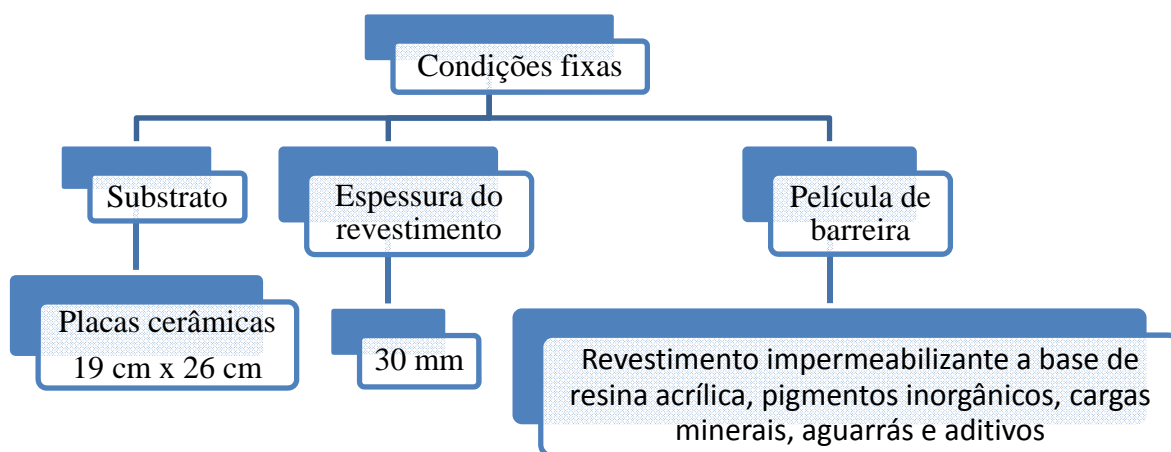 Condições fixas
Substrato
Espessura do
revestimento
Película de
barreira
Placas cerâmicas
19 cm x 26 cm
30 mm
Revestimento impermeabilizante a base de
resina acrílica, pigmentos inorgânicos, cargas
minerais, aguarrás e aditivos